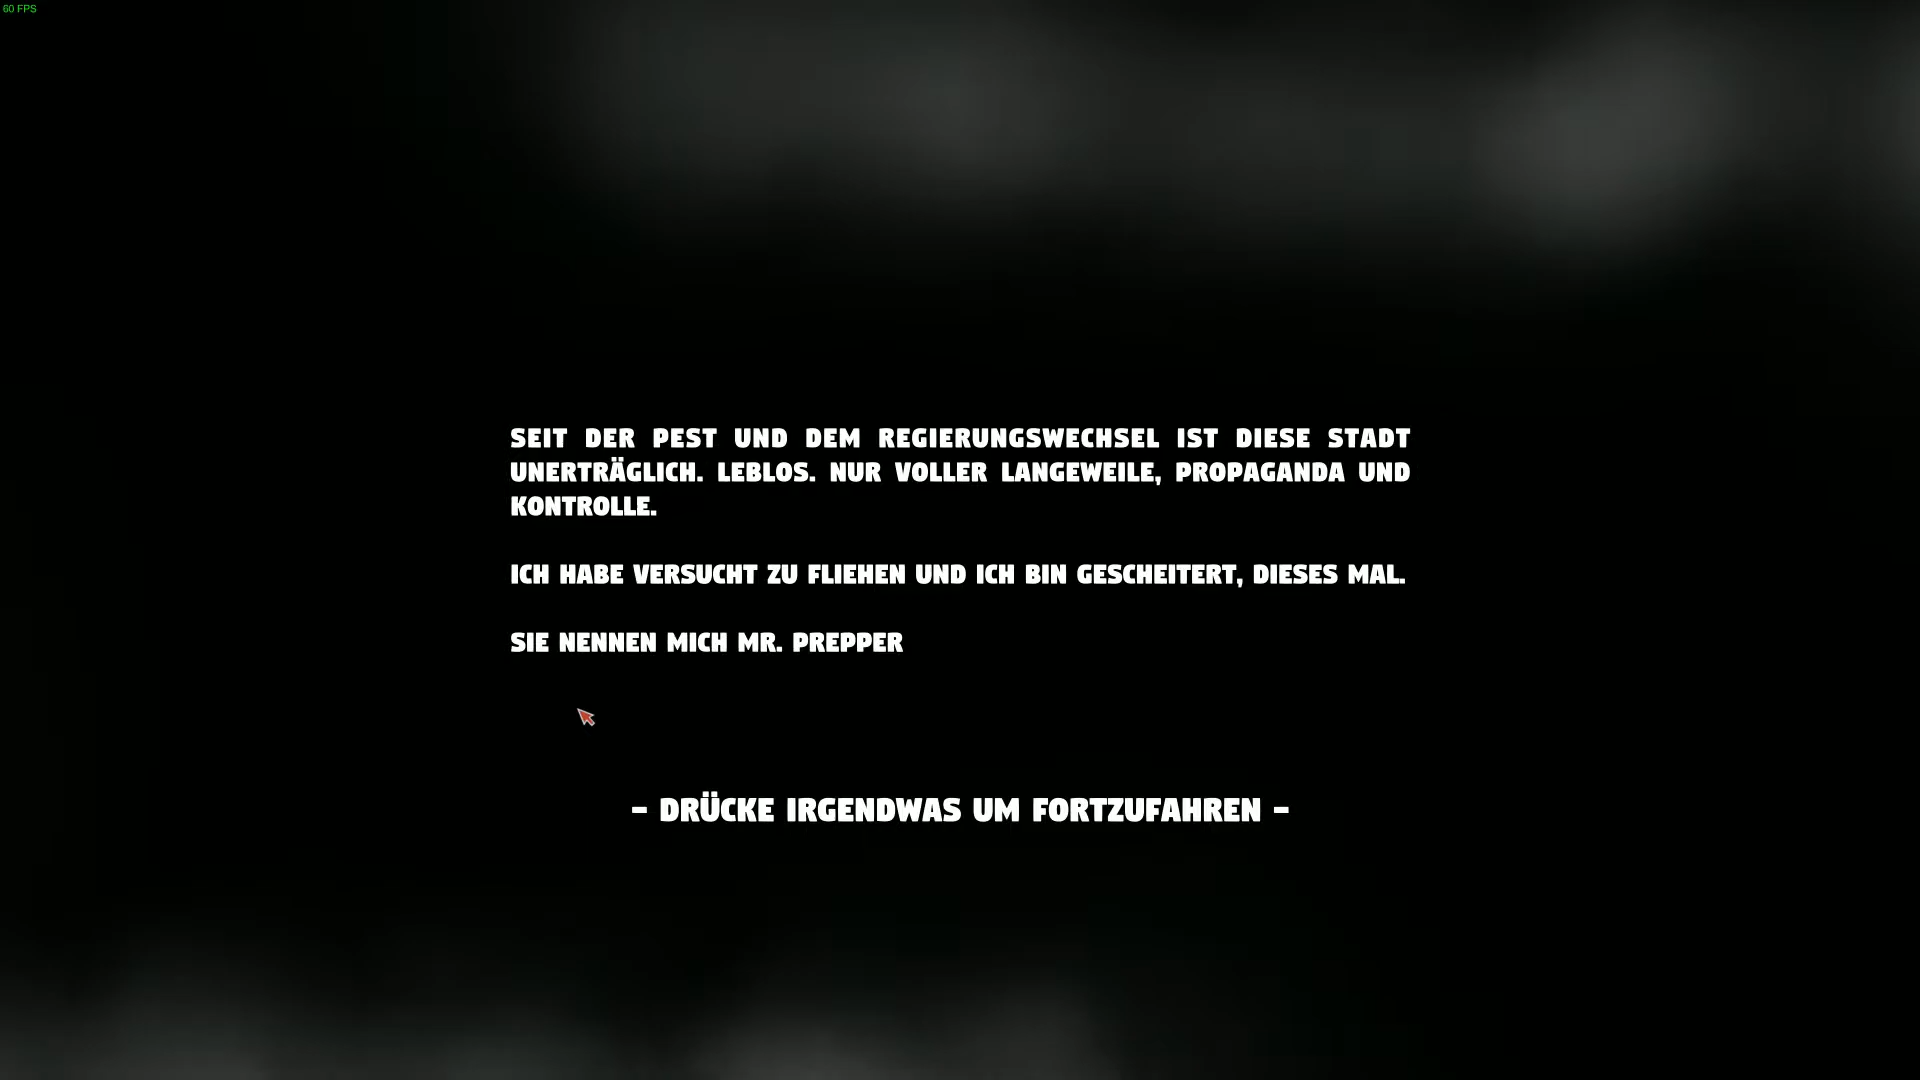 60 FPS
SEIT DER PEST UND DEM REGIERUNGSWECHSEL IST DIESE STADT
UNERTRÄGLICH. LEBLOS. NUR VOLLER LANGEWEILE, PROPAGANDA UND
KONTROLLE.
ICH HABE VERSUCHT ZU FLIEHEN UND ICH BIN GESCHEITERT, DIESES MAL.
SIE NENNEN MICH MR. PREPPER
- DRÜCKE IRGENDWAS UM FORTZUFAHREN -